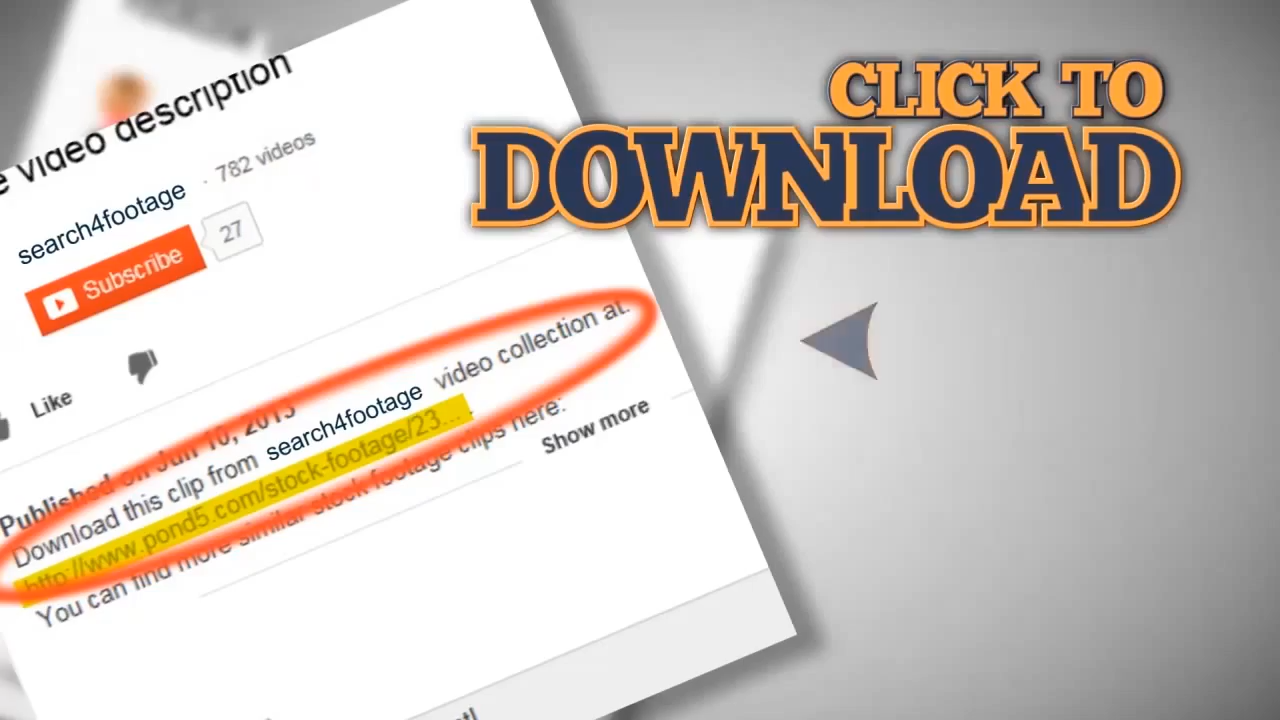 CLICK TO
DOWNLOAD
video description
search4footage · 782 videos
Subscribe 27
Like
Published on Jun 10, 2013
Download this clip from search4footage video collection at:
http://www.pond5.com/stock-footage/23...
You can find more similar stock footage clips here:
Show more